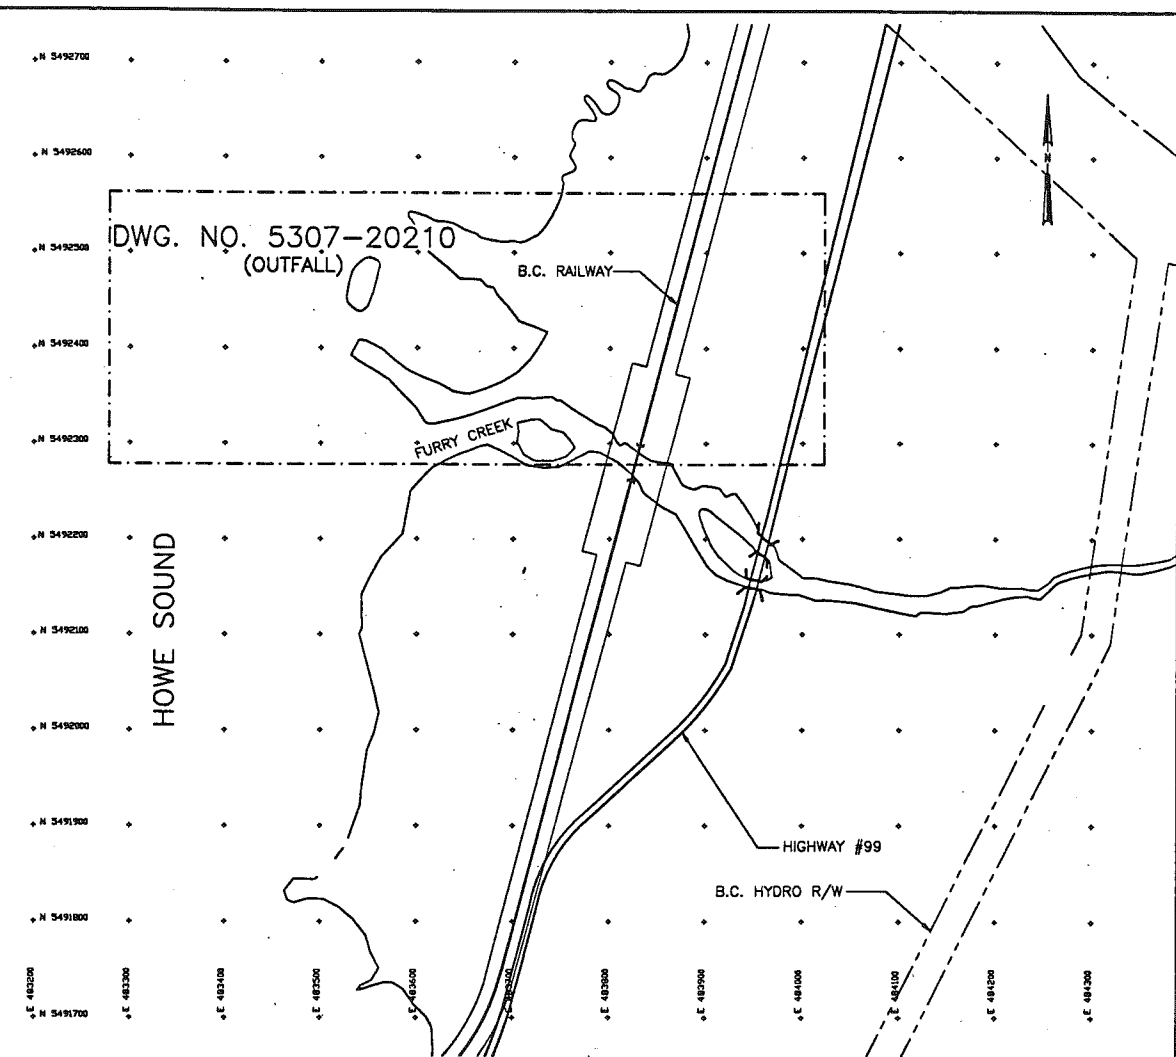 N 5492700
N 5492600
N
DWG. NO. 5307-20210
N 5492500
(OUTFALL)
B.C. RAILWAY
N 5492400
FURRY CREEK
N 5492300
N 5492200
HOWE SOUND
N 5492100
N 5492000
N 5491900
HIGHWAY #99
B.C. HYDRO R/W
N 5491800
E 483200
E 483300
E 483400
E 483500
E 483600
E 483800
E 483900
E 484000
E 484100
E 484200
E 484300
N 5491700